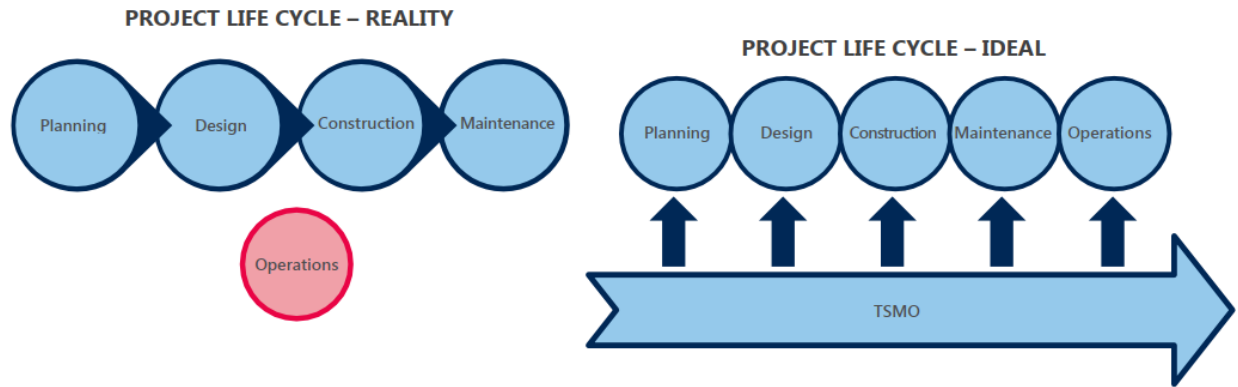 PROJECT LIFE CYCLE – REALITY
Planning
Design
Construction
Maintenance
Operations
PROJECT LIFE CYCLE – IDEAL
Planning
Design
Construction
Maintenance
Operations
TSMO